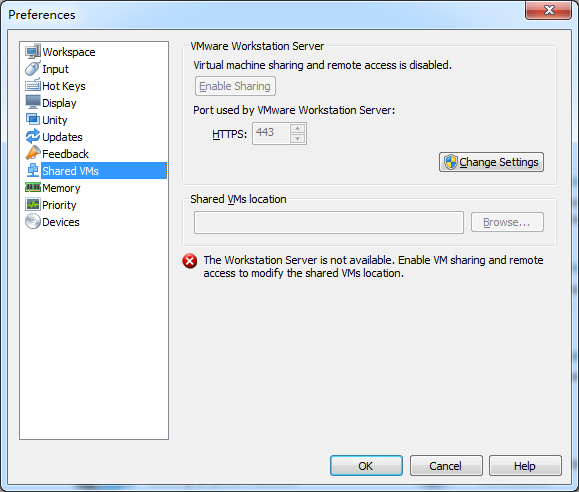 Preferences
Workspace
Input
Hot Keys
Display
Unity
Updates
Feedback
Shared VMs
Memory
Priority
Devices
VMware Workstation Server
Virtual machine sharing and remote access is disabled.
Enable Sharing
Port used by VMware Workstation Server:
HTTPS: 443
Change Settings
Shared VMs location
Browse...
The Workstation Server is not available. Enable VM sharing and remote
access to modify the shared VMs location.
OK Cancel Help